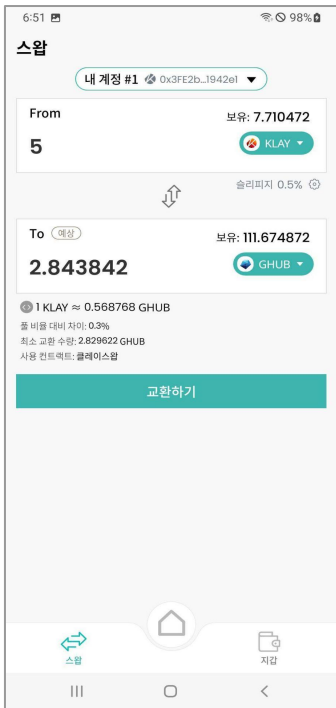 6:51 98%
스왑
내 계정 #1 0x3FE2b...1942e1 ▼
From 보유: 7.710472
5 KLAY
슬리피지 0.5%
To 예상 보유: 111.674872
2.843842 GHUB
1 KLAY ≈ 0.568768 GHUB
풀 비율 대비 차이: 0.3%
최소 교환 수량: 2.829622 GHUB
사용 컨트랙트: 클레이스왑
교환하기
스왑 지갑